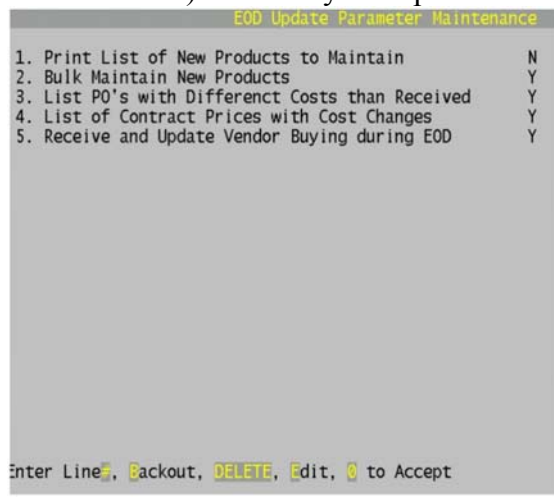 EOD Update Parameter Maintenance
1. Print List of New Products to Maintain N
2. Bulk Maintain New Products Y
3. List PO's with Differenct Costs than Received Y
4. List of Contract Prices with Cost Changes Y
5. Receive and Update Vendor Buying during EOD Y
Enter Line#, Backout, DELETE, Edit, 0 to Accept